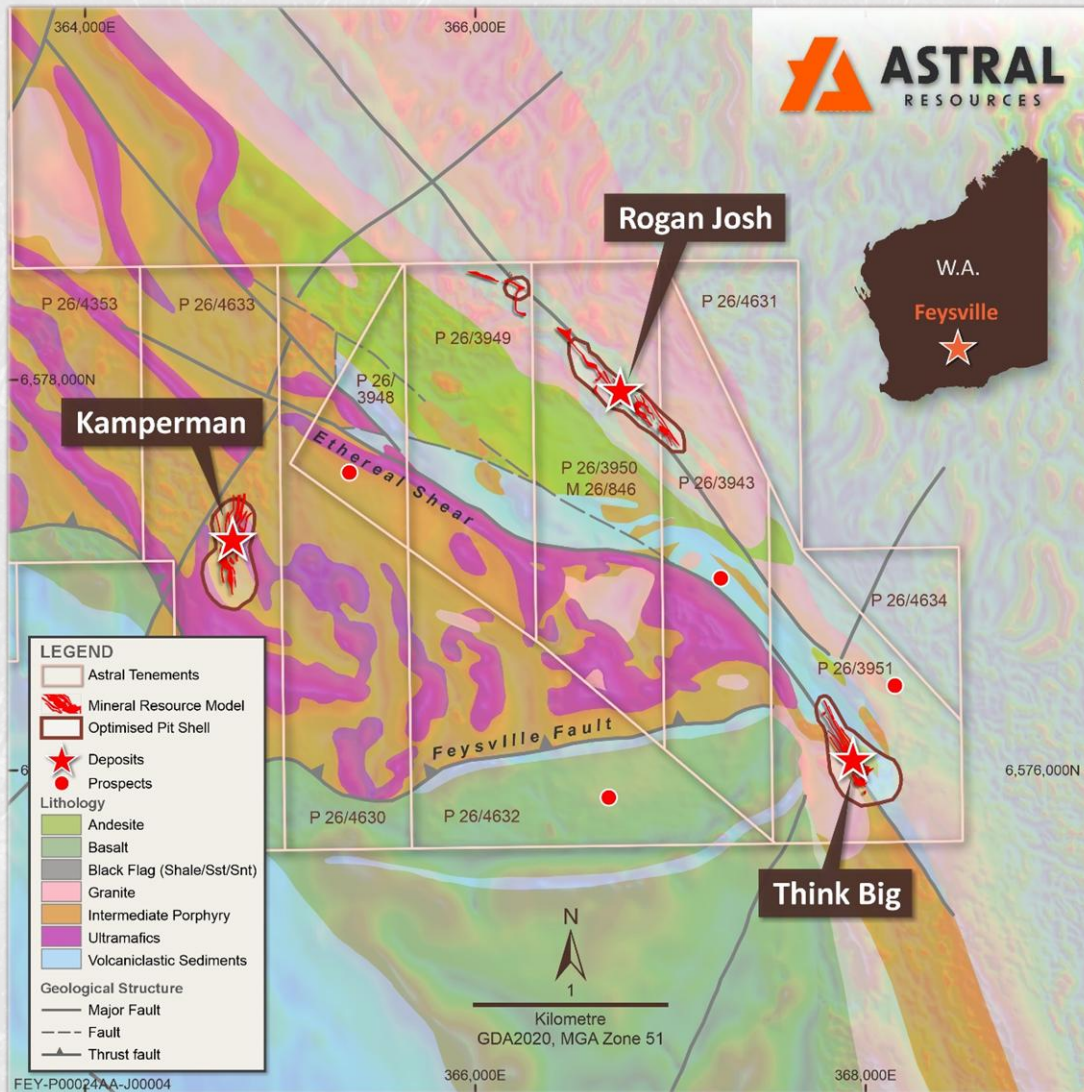 364,000E
366,000E
ASTRAL
RESOURCES
Rogan Josh
W.A.
Feysville
P 26/4353
P 26/4633
P 26/3949
P 26/4631
6,578,000N
P 26/
3948
Kamperman
Ethereal Shear
P 26/3950
M 26/846
P 26/3943
P 26/4634
P 26/3951
Feysville Fault
6,576,000N
P 26/4630
P 26/4632
Think Big
LEGEND
Astral Tenements
Mineral Resource Model
Optimised Pit Shell
Deposits
Prospects
Lithology
Andesite
Basalt
Black Flag (Shale/Sst/Snt)
Granite
Intermediate Porphyry
Ultramafics
Volcaniclastic Sediments
Geological Structure
Major Fault
Fault
Thrust fault
N
1
Kilometre
GDA2020, MGA Zone 51
FEY-P00024AA-J00004
366,000E
368,000E